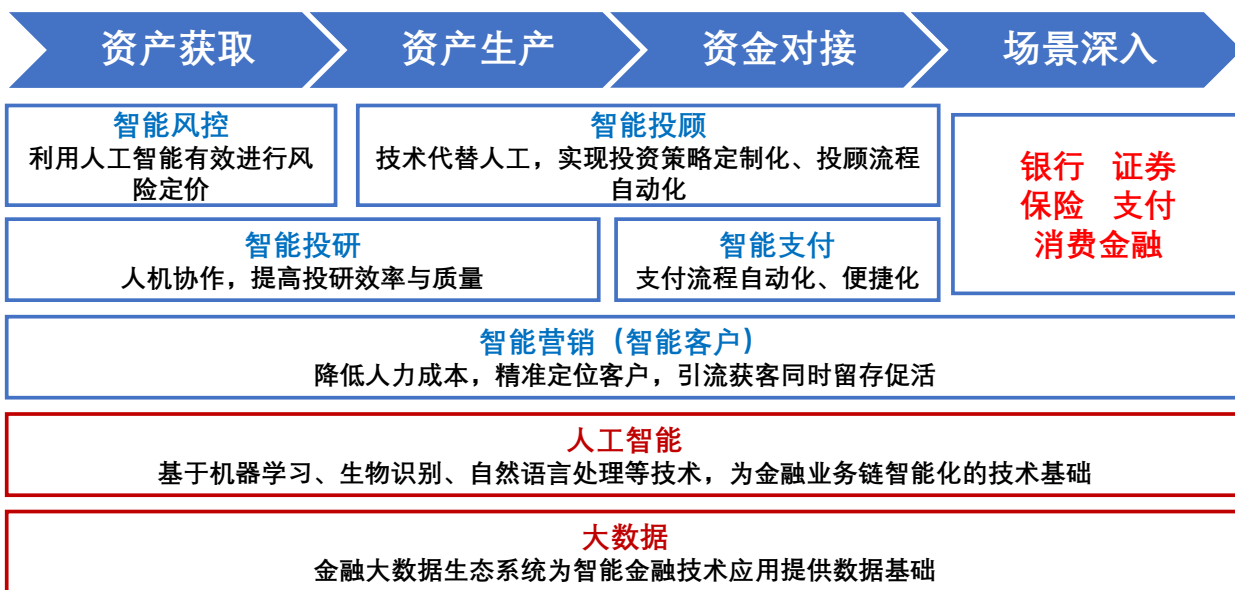 资产获取
资产生产
资金对接
场景深入
智能风控
利用人工智能有效进行风
险定价
智能投顾
技术代替人工，实现投资策略定制化、投顾流程
自动化
银行 证券
保险 支付
消费金融
智能投研
人机协作，提高投研效率与质量
智能支付
支付流程自动化、便捷化
智能营销（智能客户）
降低人力成本，精准定位客户，引流获客同时留存促活
人工智能
基于机器学习、生物识别、自然语言处理等技术，为金融业务链智能化的技术基础
大数据
金融大数据生态系统为智能金融技术应用提供数据基础